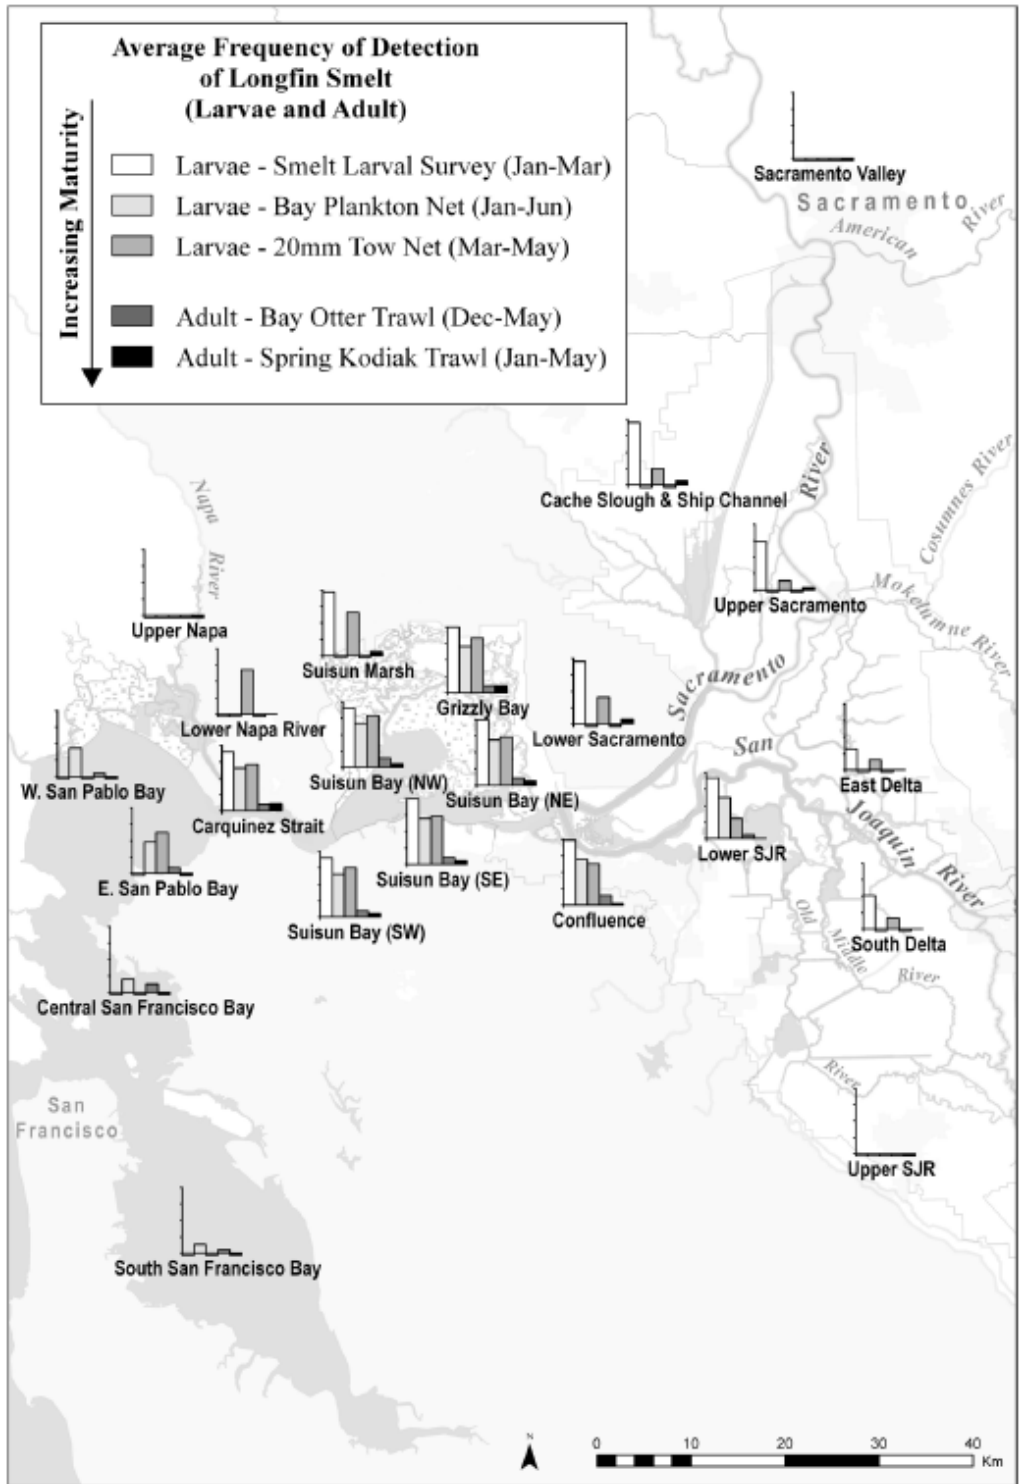 Average Frequency of Detection
of Longfin Smelt
(Larvae and Adult)
Increasing Maturity
Larvae - Smelt Larval Survey (Jan-Mar)
Larvae - Bay Plankton Net (Jan-Jun)
Larvae - 20mm Tow Net (Mar-May)
Adult - Bay Otter Trawl (Dec-May)
Adult - Spring Kodiak Trawl (Jan-May)
Sacramento Valley
Sacramento
American River
River
Cache Slough & Ship Channel
Cosumnes River
Napa River
Upper Sacramento
Mokelumne River
Upper Napa
Suisun Marsh
Sacramento
Grizzly Bay
Lower Napa River
Lower Sacramento
San
Suisun Bay (NW)
East Delta
W. San Pablo Bay
Suisun Bay (NE)
Carquinez Strait
Joaquin
Lower SJR
Suisun Bay (SE)
River
E. San Pablo Bay
Confluence
Old
Suisun Bay (SW)
Middle
South Delta
River
Central San Francisco Bay
River
San
Francisco
Upper SJR
South San Francisco Bay
N
0 10 20 30 40
Km